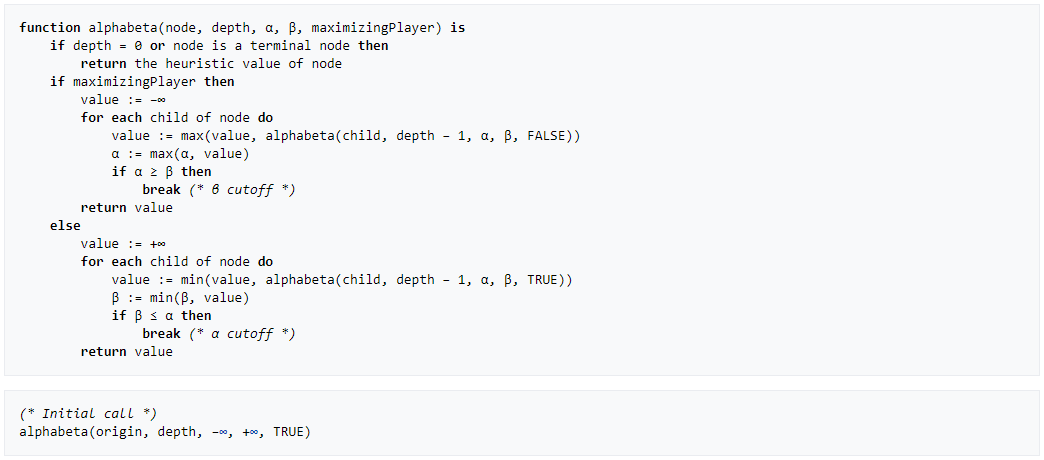 function alphabeta(node, depth, α, β, maximizingPlayer) is
    if depth = 0 or node is a terminal node then
        return the heuristic value of node
    if maximizingPlayer then
        value := −∞
        for each child of node do
            value := max(value, alphabeta(child, depth − 1, α, β, FALSE))
            α := max(α, value)
            if α ≥ β then
                break (* β cutoff *)
        return value
    else
        value := +∞
        for each child of node do
            value := min(value, alphabeta(child, depth − 1, α, β, TRUE))
            β := min(β, value)
            if β ≤ α then
                break (* α cutoff *)
        return value
(* Initial call *)
alphabeta(origin, depth, −∞, +∞, TRUE)